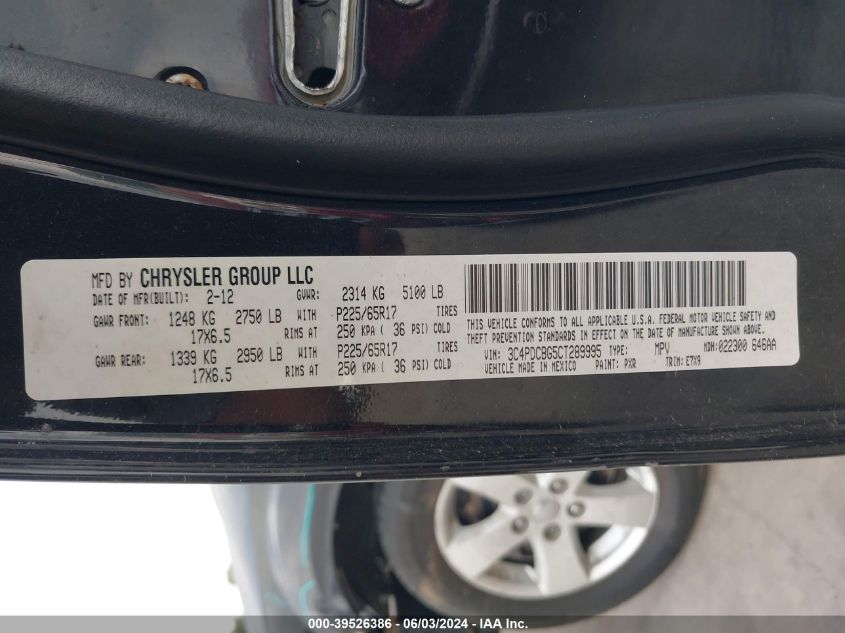 MFD BY CHRYSLER GROUP LLC
DATE OF MFR(BUILT): 2-12 GVWR: 2314 KG 5100 LB
GAWR FRONT: 1248 KG 2750 LB WITH P225/65R17 TIRES
17X6.5 RIMS AT 250 KPA ( 36 PSI) COLD
GAWR REAR: 1339 KG 2950 LB WITH P225/65R17 TIRES
17X6.5 RIMS AT 250 KPA ( 36 PSI) COLD
THIS VEHICLE CONFORMS TO ALL APPLICABLE U.S.A. FEDERAL MOTOR VEHICLE SAFETY AND
THEFT PREVENTION STANDARDS IN EFFECT ON THE DATE OF MANUFACTURE SHOWN ABOVE.
VIN: 3C4PDCBG5CT289995 TYPE: MPV MDH:022300 646AA
VEHICLE MADE IN MEXICO PAINT: PXR TRIM: E7X9
000-39526386 - 06/03/2024 - IAA Inc.